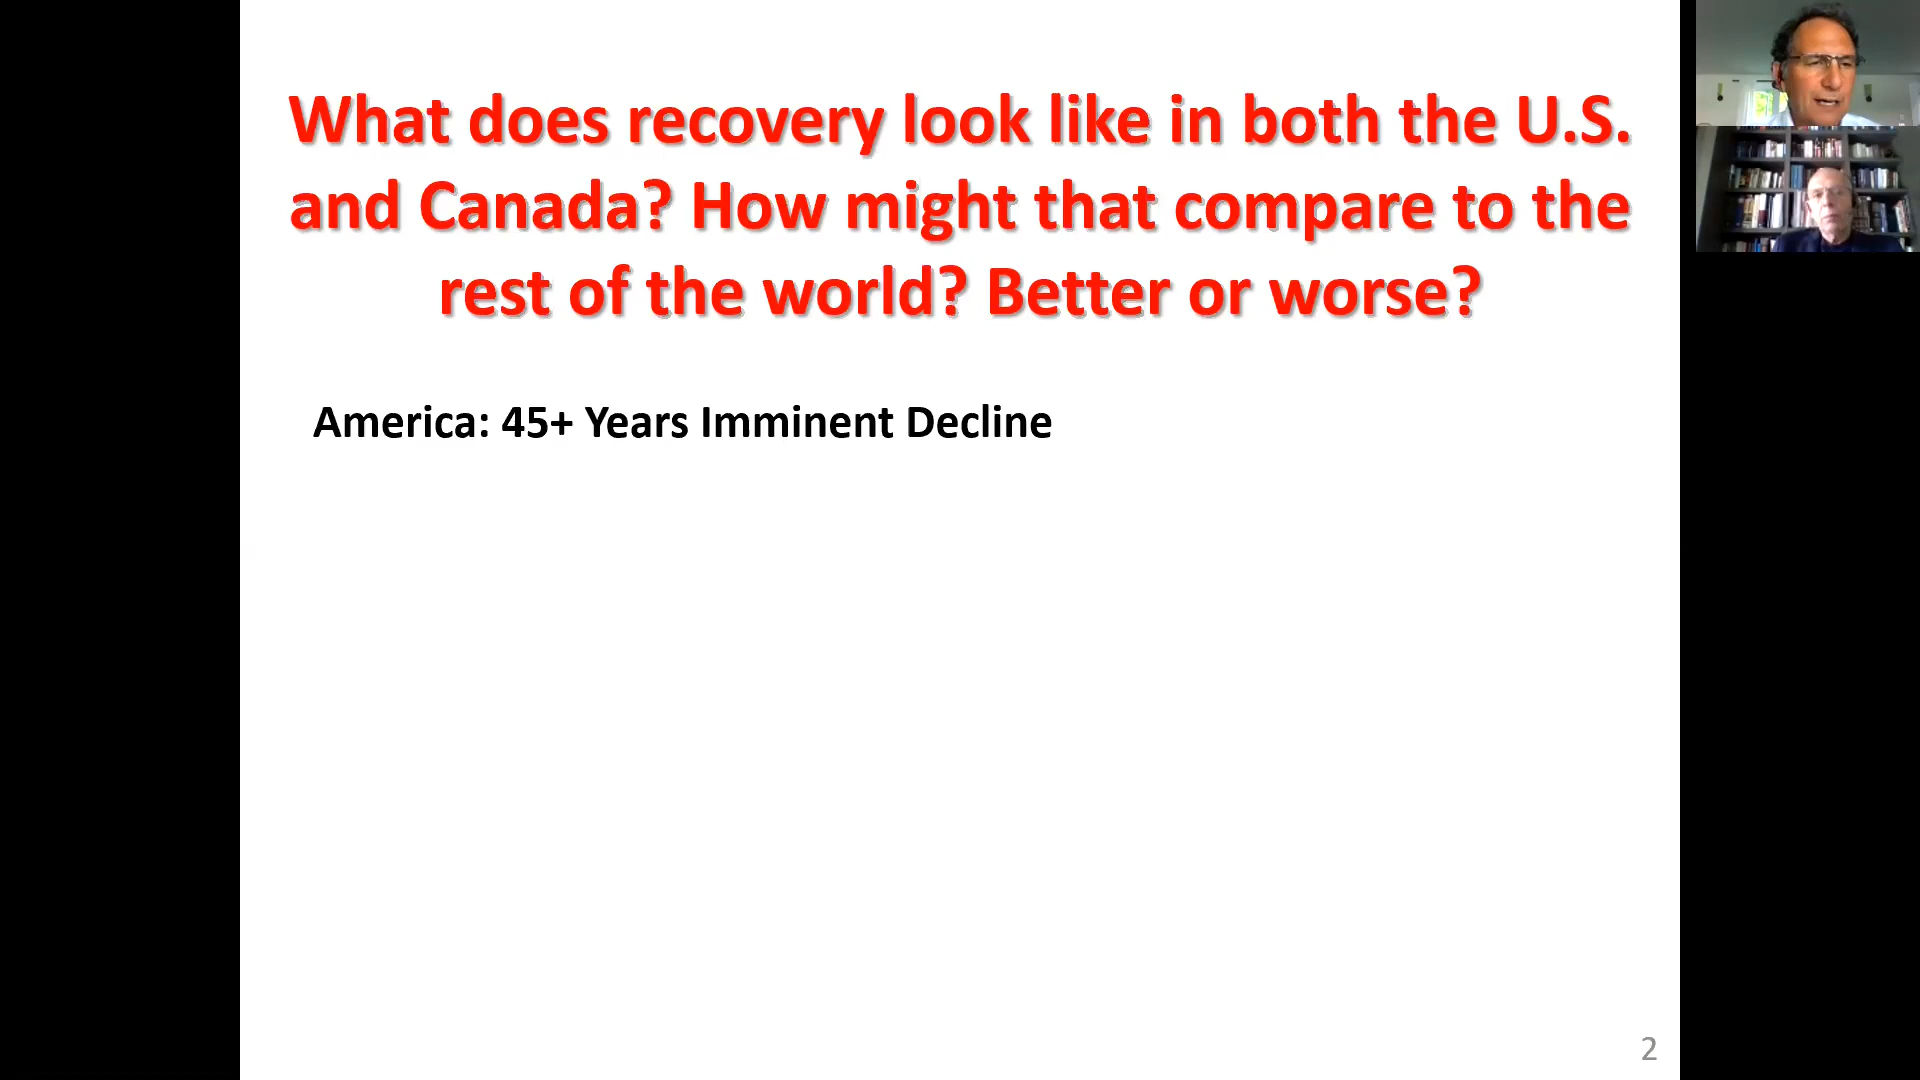 What does recovery look like in both the U.S.
and Canada? How might that compare to the
rest of the world? Better or worse?
America: 45+ Years Imminent Decline
2